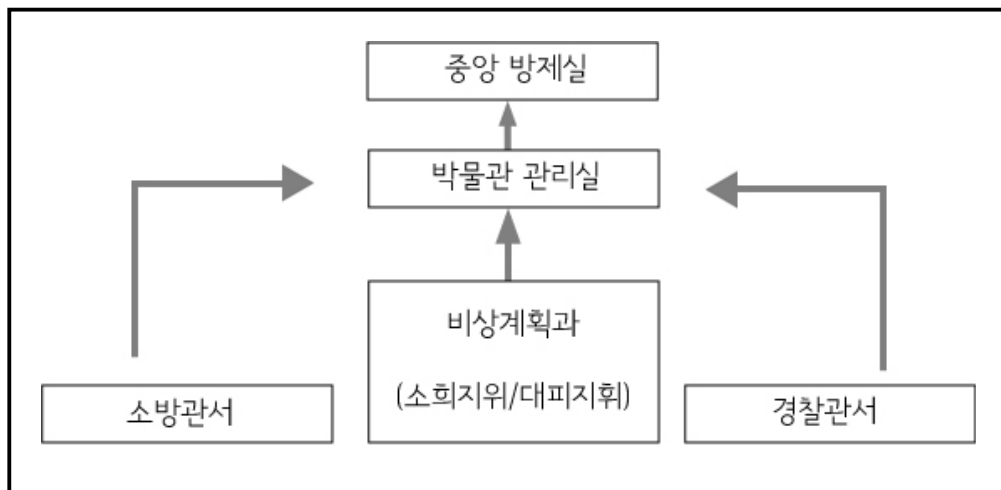 중앙 방제실
박물관 관리실
비상계획과
(소희지위/대피지휘)
소방관서
경찰관서